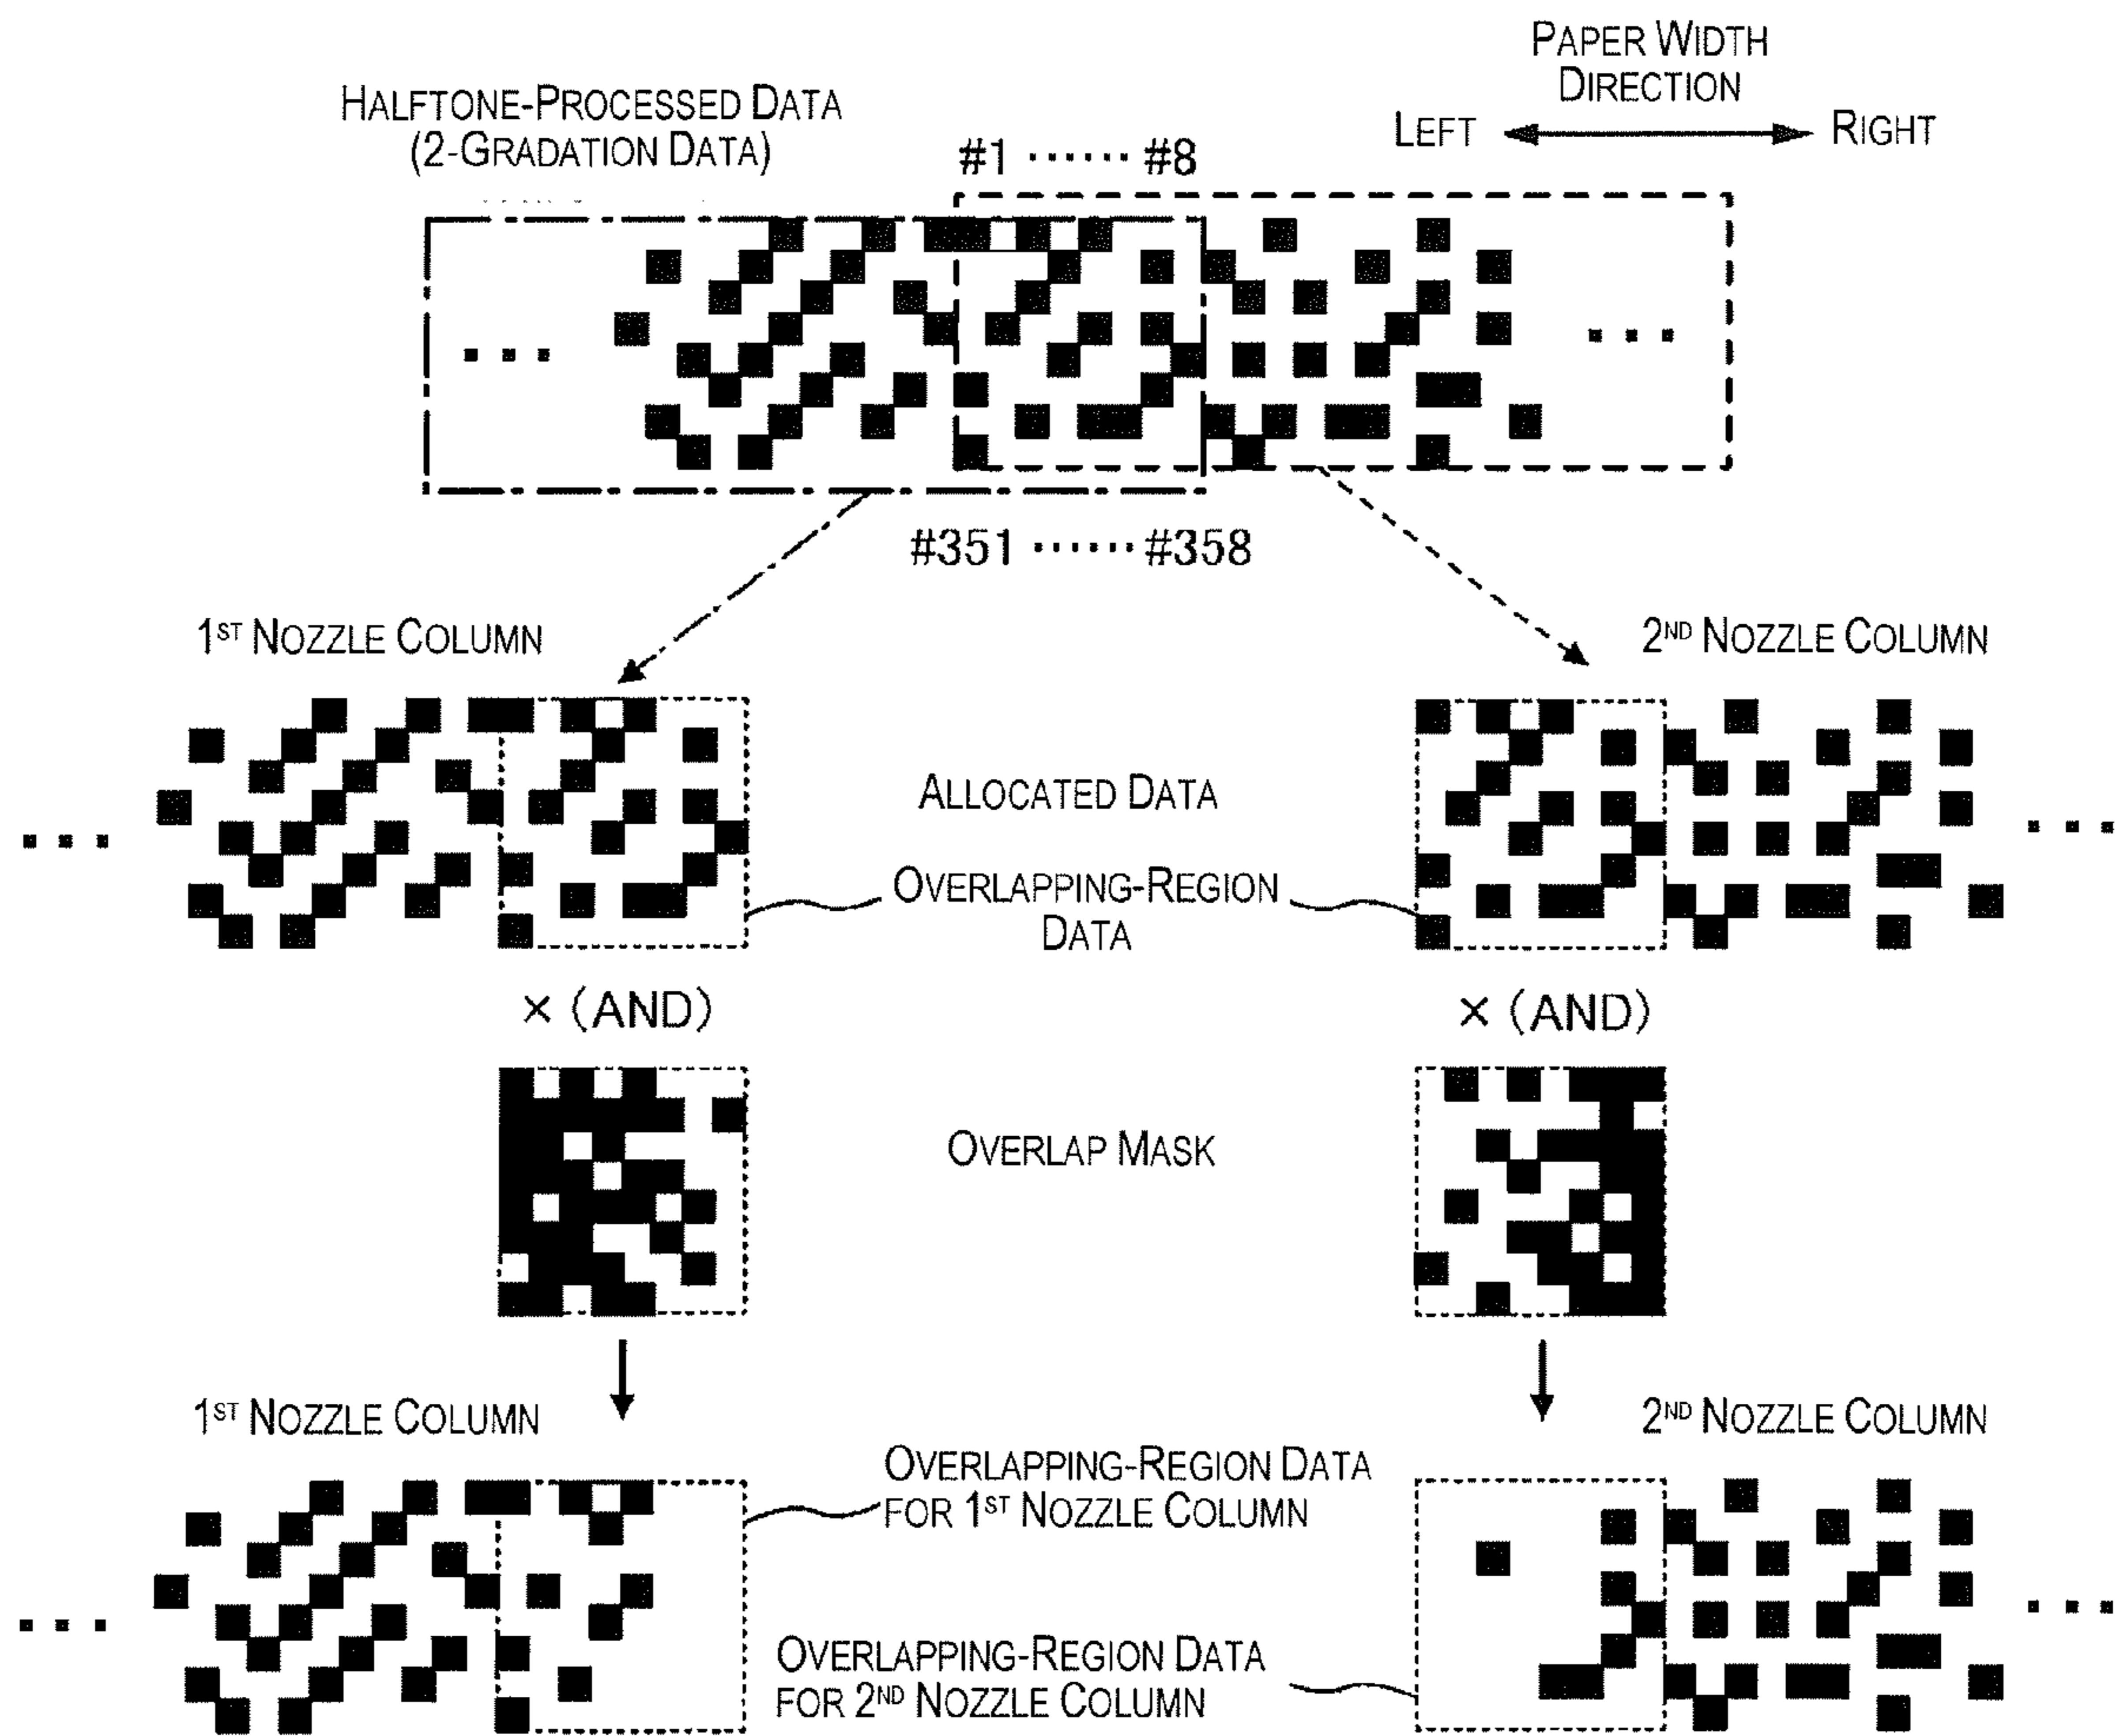 PAPER WIDTH
DIRECTION
LEFT
RIGHT
HALFTONE-PROCESSED DATA
(2-GRADATION DATA)
#1 ······ #8
···
···
#351 ······ #358
1ST NOZZLE COLUMN
2ND NOZZLE COLUMN
ALLOCATED DATA
···
···
OVERLAPPING-REGION
DATA
× (AND)
× (AND)
OVERLAP MASK
1ST NOZZLE COLUMN
2ND NOZZLE COLUMN
OVERLAPPING-REGION DATA
FOR 1ST NOZZLE COLUMN
···
···
OVERLAPPING-REGION DATA
FOR 2ND NOZZLE COLUMN